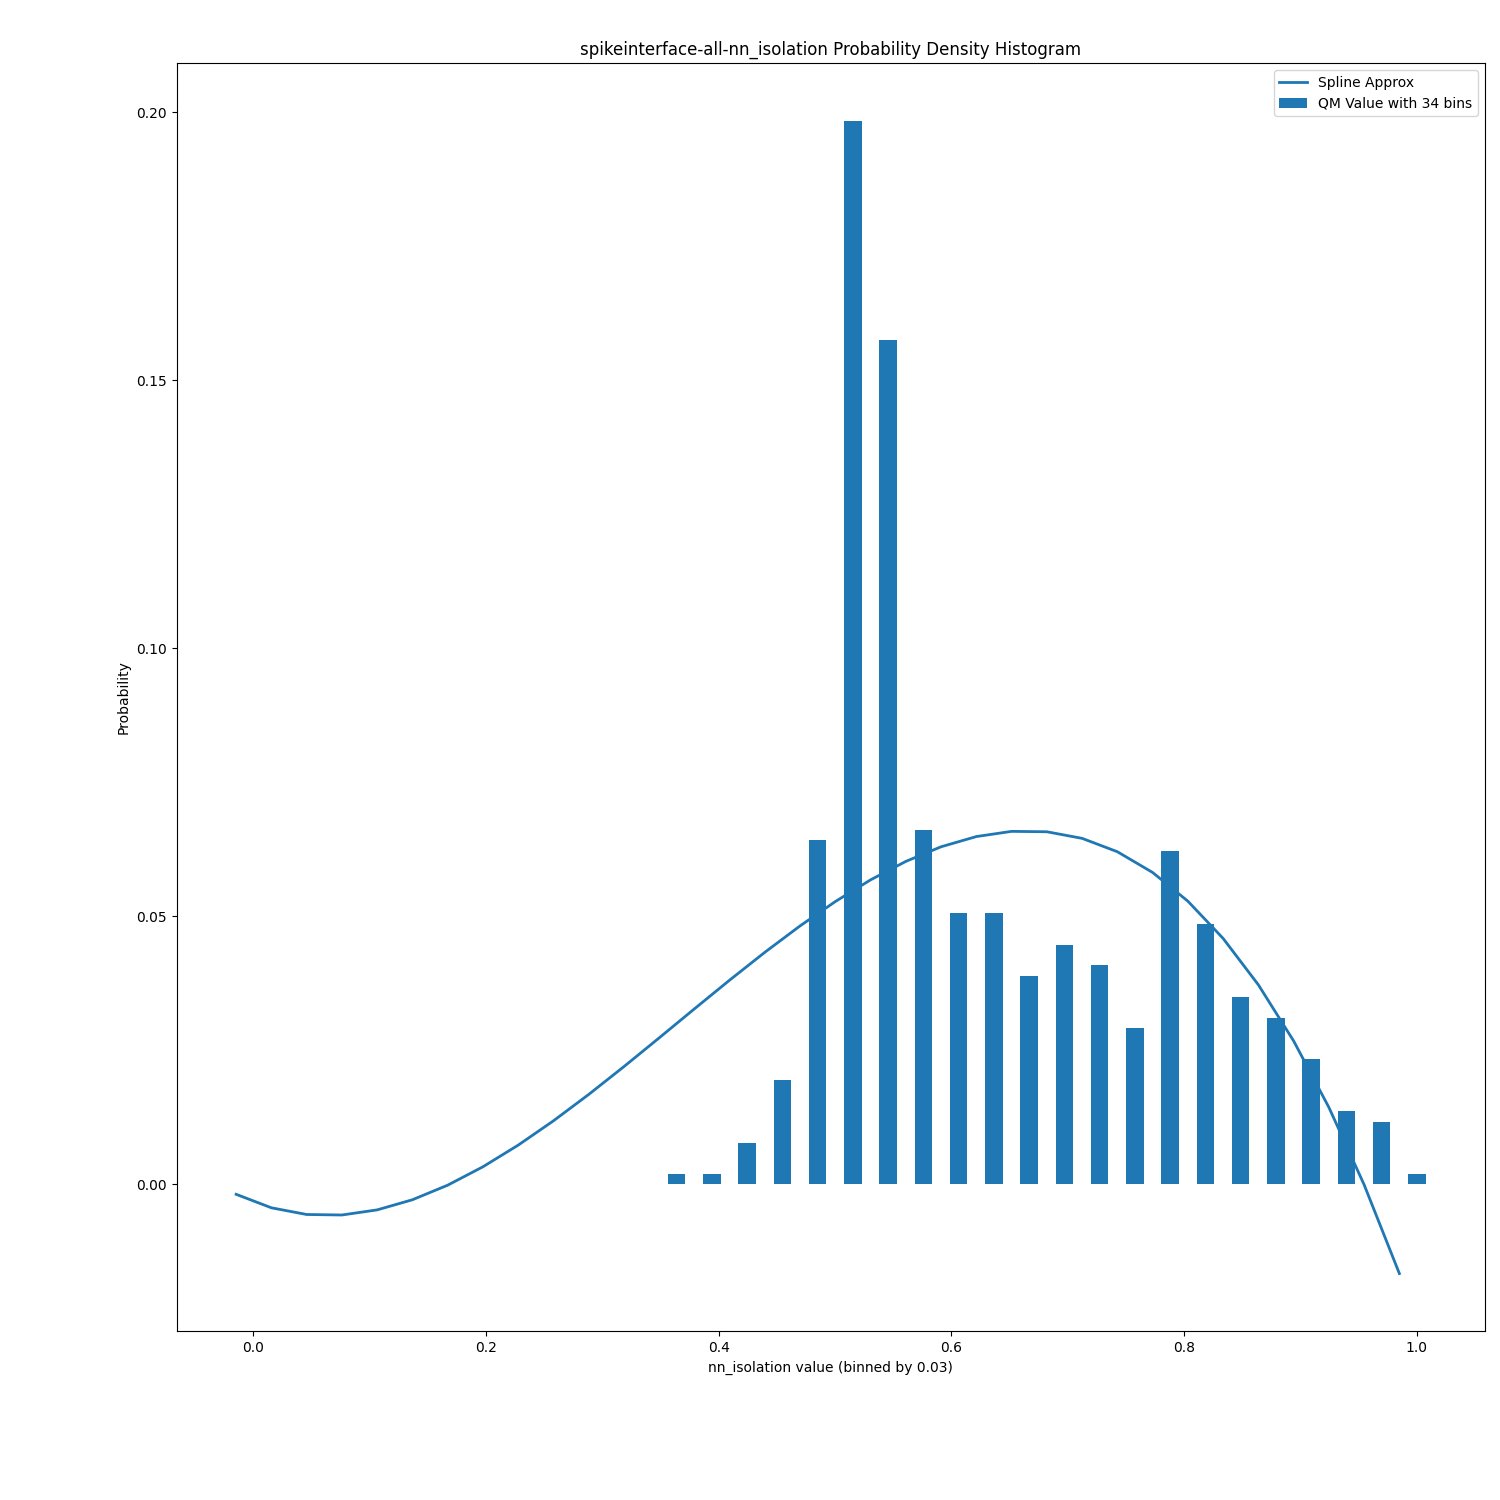 spikeinterface-all-nn_isolation Probability Density Histogram
Spline Approx
QM Value with 34 bins
0.20
0.15
0.10
0.05
0.00
Probability
0.0 0.2 0.4 0.6 0.8 1.0
nn_isolation value (binned by 0.03)